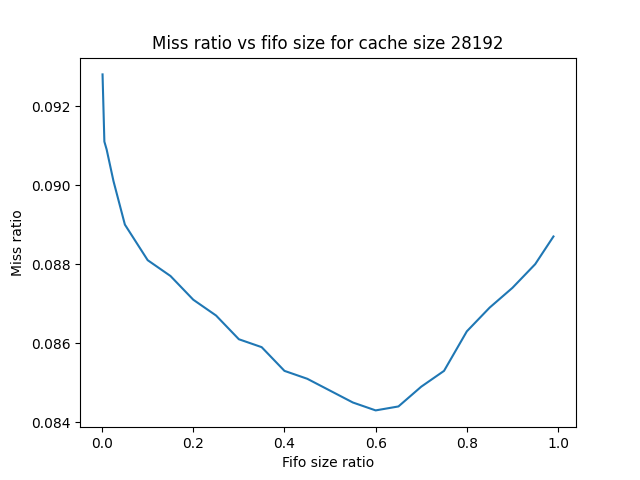 Miss ratio vs fifo size for cache size 28192
0.092
0.090
0.088
0.086
0.084
Miss ratio
0.0 0.2 0.4 0.6 0.8 1.0
Fifo size ratio